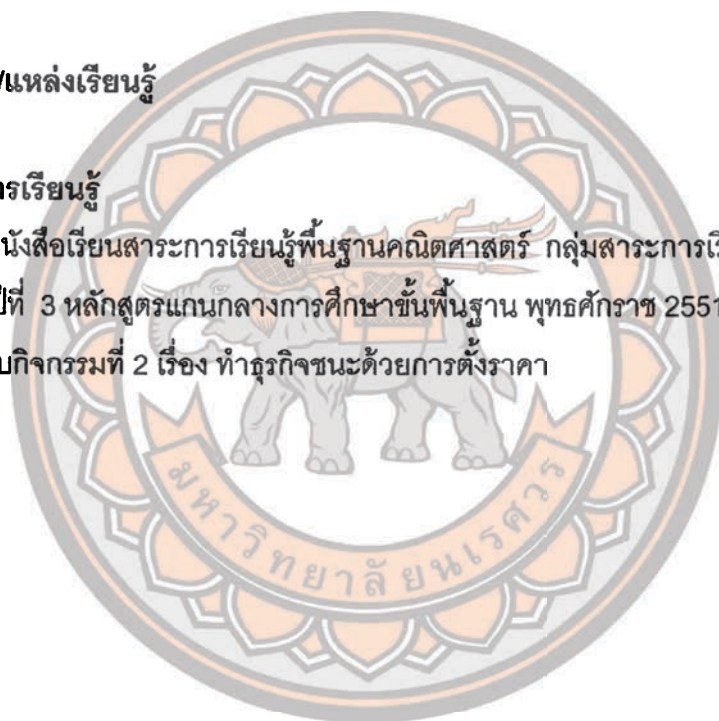 /แหล่งเรียนรู้
ารเรียนรู้
นังสือเรียนสาระการเรียนรู้พื้นฐานคณิตศาสตร์ กลุ่มสาระการเรี
ปีที่ 3 หลักสูตรแกนกลางการศึกษาขั้นพื้นฐาน พุทธศักราช 2551
บกิจกรรมที่ 2 เรื่อง ทำธุรกิจชนะด้วยการตั้งราคา
มหาวิทยาลัยนเรศวร